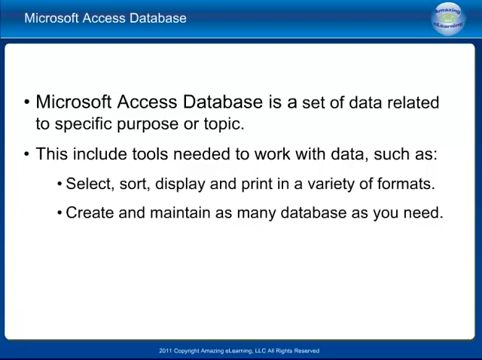 Microsoft Access Database
Amazing
eLearning
• Microsoft Access Database is a set of data related
to specific purpose or topic.
• This include tools needed to work with data, such as:
• Select, sort, display and print in a variety of formats.
• Create and maintain as many database as you need.
2011 Copyright Amazing eLearning, LLC All Rights Reserved